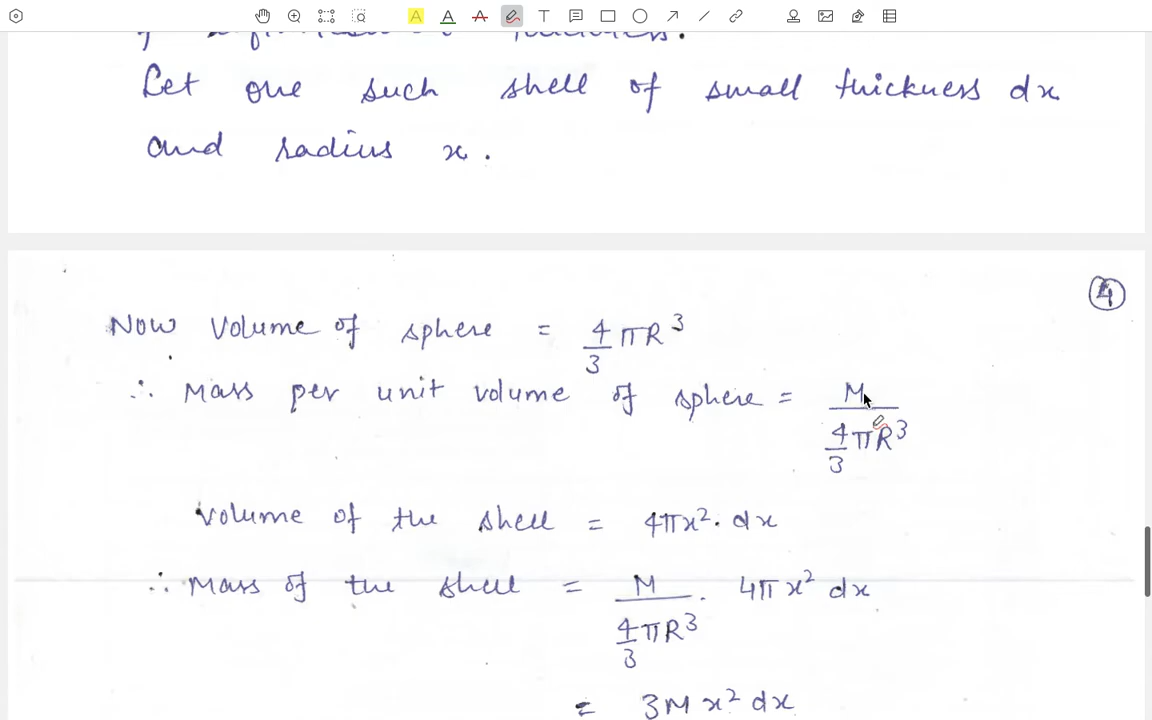 Let one such shell of small thickness dx
and radius x.
④
Now Volume of sphere = 4/3 πR³
∴ Mass per unit volume of sphere = M / (4/3 πR³)
Volume of the shell = 4πx². dx
∴ Mass of the shell = M / (4/3 πR³) . 4πx² dx
= 3M x² dx